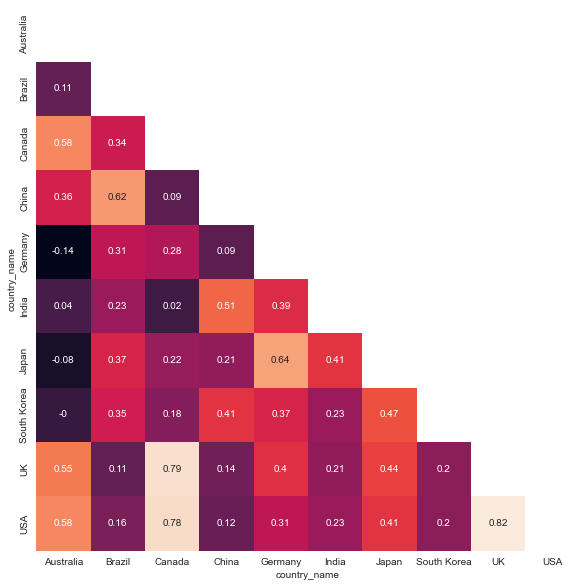 Australia
Brazil
0.11
Canada
0.58 0.34
China
0.36 0.62 0.09
Germany
-0.14 0.31 0.28 0.09
country_name
India
0.04 0.23 0.02 0.51 0.39
Japan
-0.08 0.37 0.22 0.21 0.64 0.41
South Korea
-0 0.35 0.18 0.41 0.37 0.23 0.47
UK
0.55 0.11 0.79 0.14 0.4 0.21 0.44 0.2
USA
0.58 0.16 0.78 0.12 0.31 0.23 0.41 0.2 0.82
Australia Brazil Canada China Germany India Japan South Korea UK USA
country_name